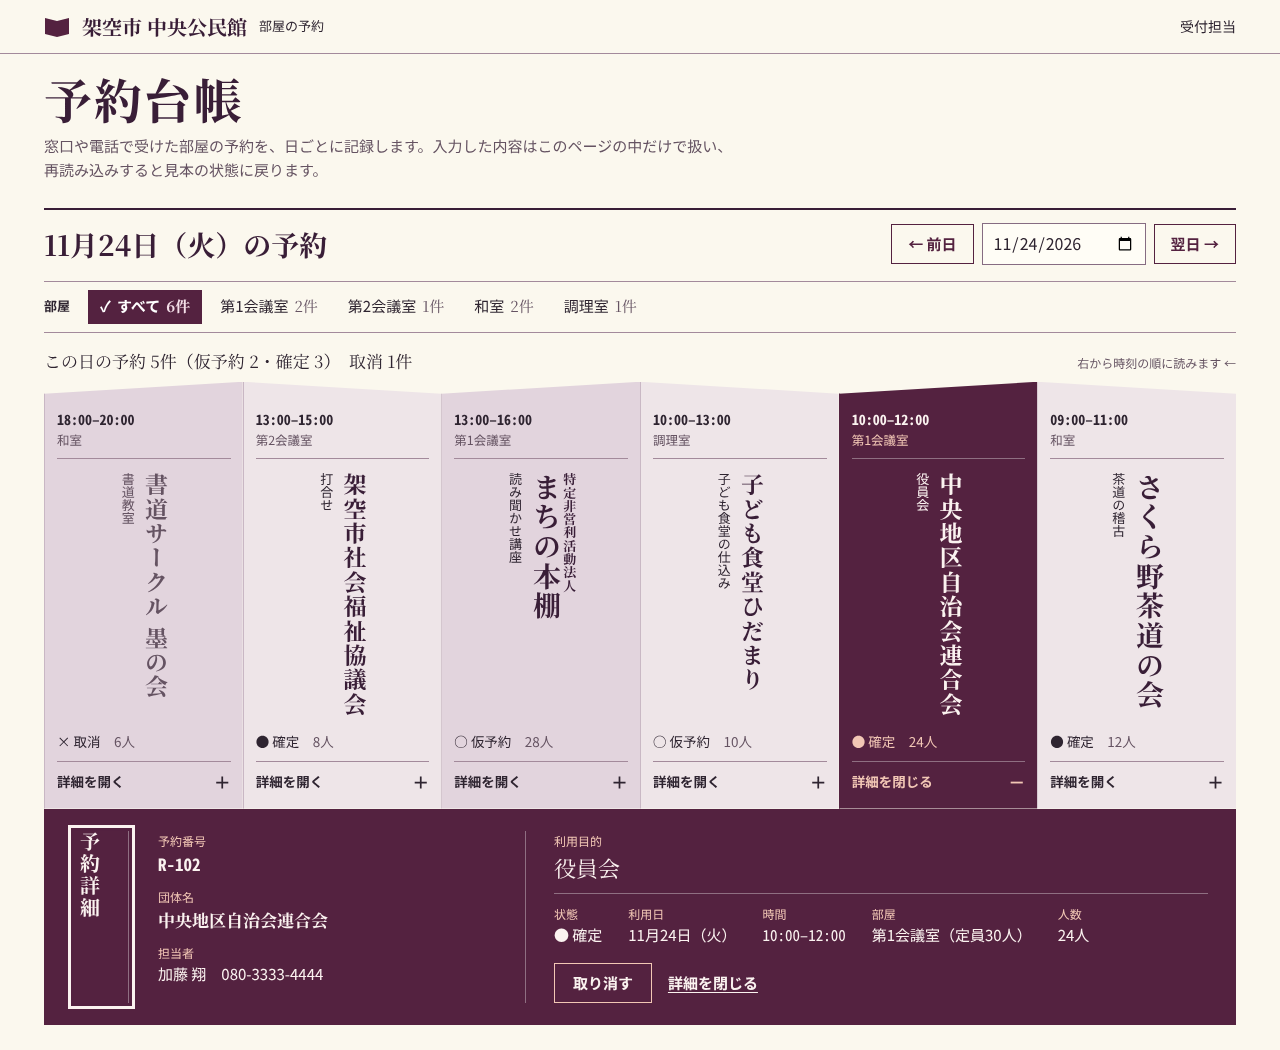 架空市 中央公民館 部屋の予約
受付担当
予約台帳
窓口や電話で受けた部屋の予約を、日ごとに記録します。入力した内容はこのページの中だけで扱い、
再読み込みすると見本の状態に戻ります。
11月24日（火）の予約
← 前日
11/24/2026
翌日 →
部屋
✓ すべて 6件
第1会議室 2件
第2会議室 1件
和室 2件
調理室 1件
この日の予約 5件（仮予約 2・確定 3） 取消 1件
右から時刻の順に読みます ←
09:00–11:00
和室
さくら野茶道の会
茶道の稽古
● 確定 12人
詳細を開く ＋
10:00–12:00
第1会議室
中央地区自治会連合会
役員会
● 確定 24人
詳細を閉じる −
10:00–13:00
調理室
子ども食堂ひだまり
子ども食堂の仕込み
○ 仮予約 10人
詳細を開く ＋
13:00–16:00
第1会議室
特定非営利活動法人
まちの本棚
読み聞かせ講座
○ 仮予約 28人
詳細を開く ＋
13:00–15:00
第2会議室
架空市社会福祉協議会
打合せ
● 確定 8人
詳細を開く ＋
18:00–20:00
和室
書道サークル 墨の会
書道教室
× 取消 6人
詳細を開く ＋
予約詳細
予約番号
R-102
団体名
中央地区自治会連合会
担当者
加藤 翔 080-3333-4444
利用目的
役員会
状態
● 確定
利用日
11月24日（火）
時間
10:00–12:00
部屋
第1会議室（定員30人）
人数
24人
取り消す
詳細を閉じる